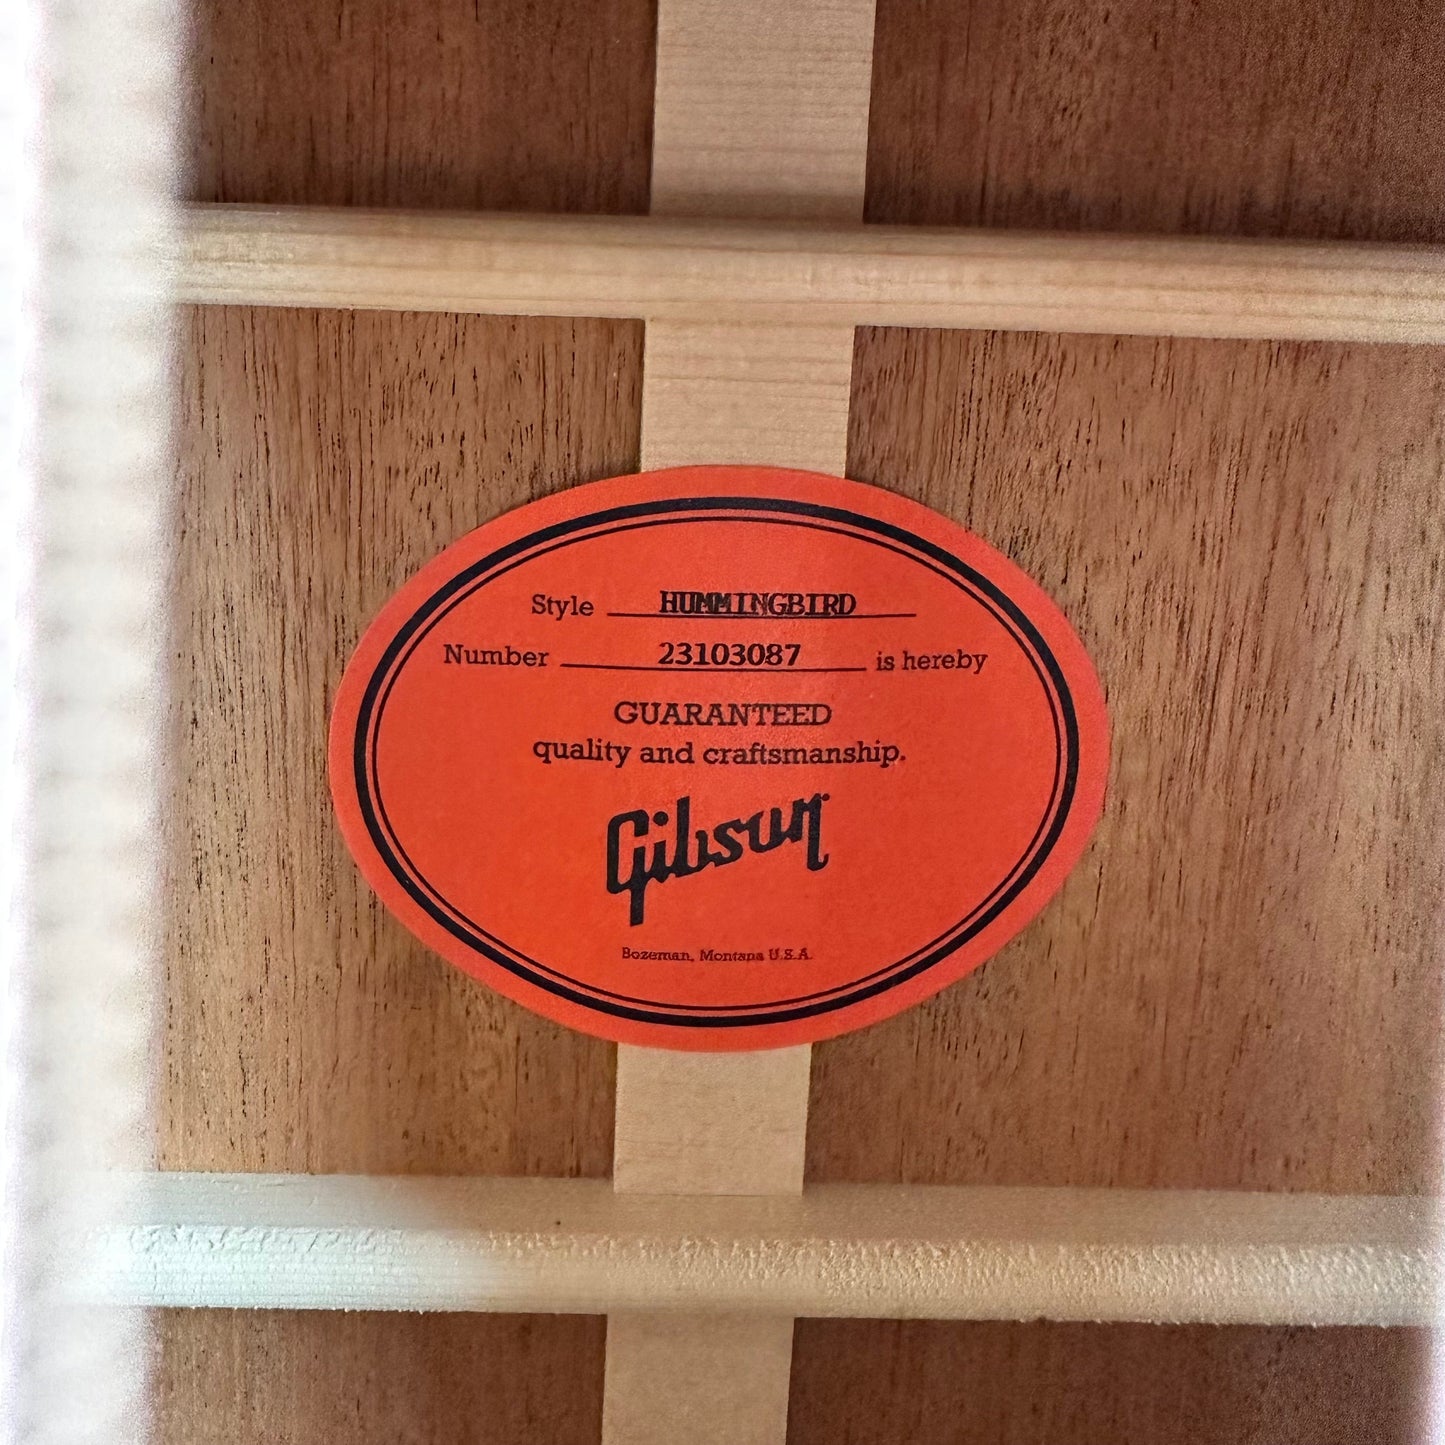 Style HUMMINGBIRD
Number 23103087 is hereby
GUARANTEED
quality and craftsmanship.
Gibson
Bozeman, Montana U.S.A.